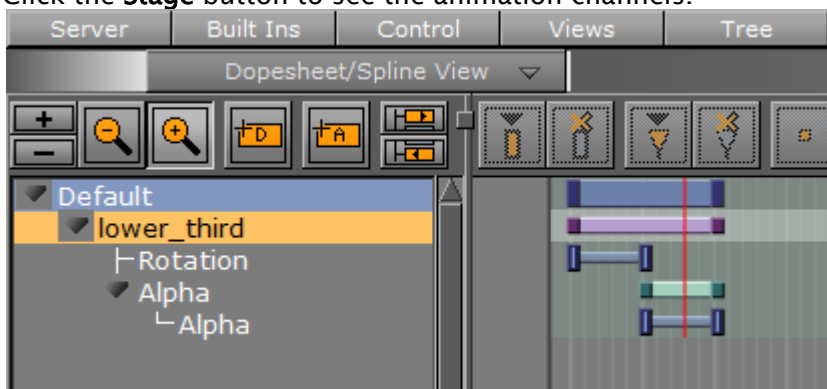 Click the Stage button to see the animation channels.
Server Built Ins Control Views Tree
Dopesheet/Spline View
D A
Default
lower_third
Rotation
Alpha
Alpha